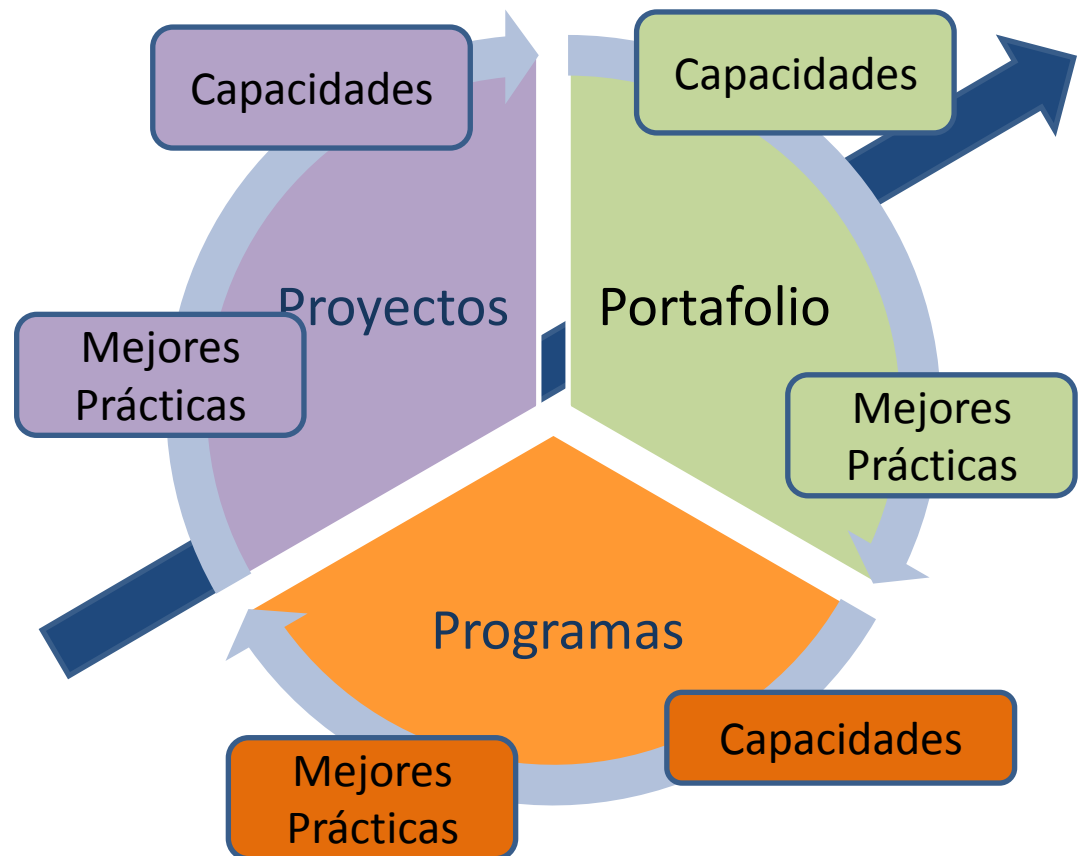 Capacidades
Capacidades
Proyectos
Portafolio
Mejores
Prácticas
Mejores
Prácticas
Programas
Capacidades
Mejores
Prácticas